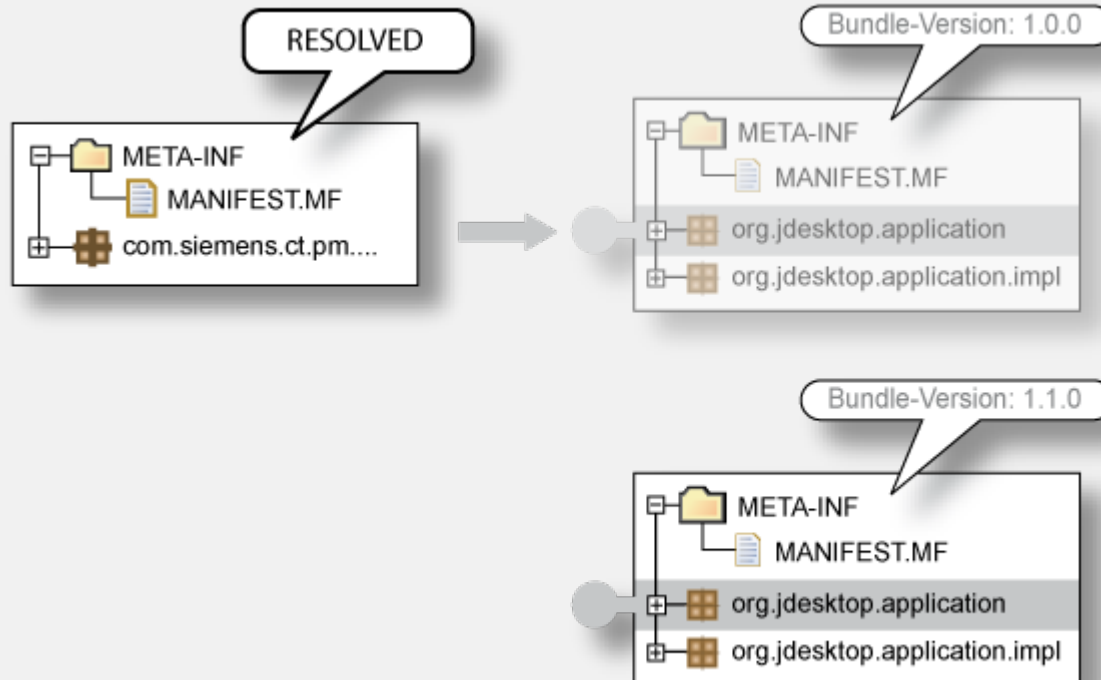 RESOLVED
META-INF
MANIFEST.MF
com.siemens.ct.pm....
Bundle-Version: 1.0.0
META-INF
MANIFEST.MF
org.jdesktop.application
org.jdesktop.application.impl
Bundle-Version: 1.1.0
META-INF
MANIFEST.MF
org.jdesktop.application
org.jdesktop.application.impl